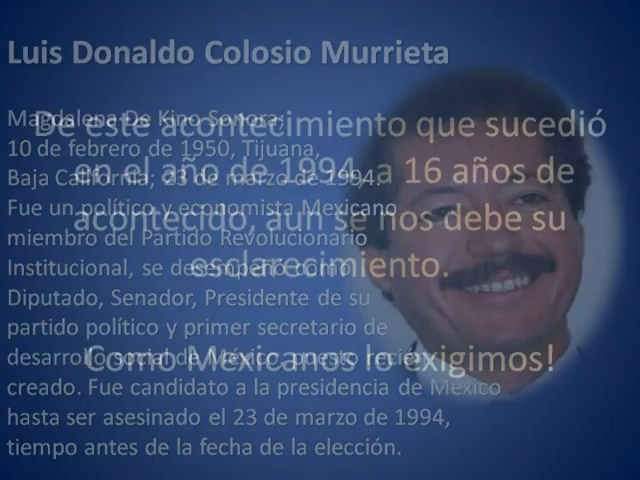 Luis Donaldo Colosio Murrieta
Magdalena De Kino Sonora;
10 de febrero de 1950, Tijuana,
Baja California; 23 de marzo de 1994.
Fue un político y economista Mexicano
miembro del Partido Revolucionario
Institucional, se desempeñó como
Diputado, Senador, Presidente de su
partido político y primer secretario de
desarrollo social de México, puesto recién
creado. Fue candidato a la presidencia de México
hasta ser asesinado el 23 de marzo de 1994,
tiempo antes de la fecha de la elección.
De este acontecimiento que sucedió
en el año de 1994, a 16 años de
acontecido, aun se nos debe su
esclarecimiento.
Como Mexicanos lo exigimos!